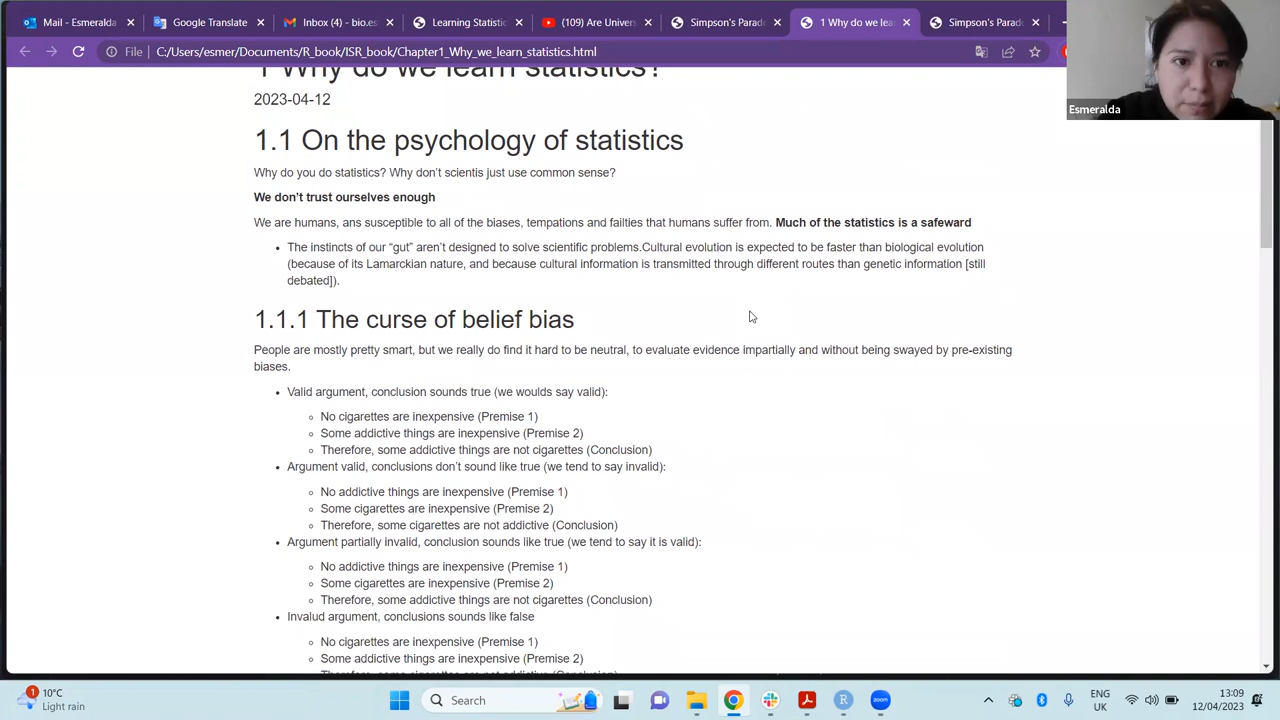 Mail - Esmeralda
Google Translate
Inbox (4) - bio.es
Learning Statistic
(109) Are Univer
Simpson's Parad
1 Why do we lea
Simpson's Parad
File
C:/Users/esmer/Documents/R_book/ISR_book/Chapter1_Why_we_learn_statistics.html
Esmeralda
1 Why do we learn statistics?
2023-04-12
1.1 On the psychology of statistics
Why do you do statistics? Why don't scientis just use common sense?
We don't trust ourselves enough
We are humans, ans susceptible to all of the biases, tempations and failties that humans suffer from. Much of the statistics is a safeward
• The instincts of our “gut” aren't designed to solve scientific problems.Cultural evolution is expected to be faster than biological evolution
(because of its Lamarckian nature, and because cultural information is transmitted through different routes than genetic information [still
debated]).
1.1.1 The curse of belief bias
People are mostly pretty smart, but we really do find it hard to be neutral, to evaluate evidence impartially and without being swayed by pre-existing
biases.
• Valid argument, conclusion sounds true (we woulds say valid):
◦ No cigarettes are inexpensive (Premise 1)
◦ Some addictive things are inexpensive (Premise 2)
◦ Therefore, some addictive things are not cigarettes (Conclusion)
• Argument valid, conclusions don't sound like true (we tend to say invalid):
◦ No addictive things are inexpensive (Premise 1)
◦ Some cigarettes are inexpensive (Premise 2)
◦ Therefore, some cigarettes are not addictive (Conclusion)
• Argument partially invalid, conclusion sounds like true (we tend to say it is valid):
◦ No addictive things are inexpensive (Premise 1)
◦ Some cigarettes are inexpensive (Premise 2)
◦ Therefore, some addictive things are not cigarettes (Conclusion)
• Invalud argument, conclusions sounds like false
◦ No cigarettes are inexpensive (Premise 1)
◦ Some addictive things are inexpensive (Premise 2)
1
10°C
Light rain
Search
R
zoom
ENG
UK
13:09
12/04/2023